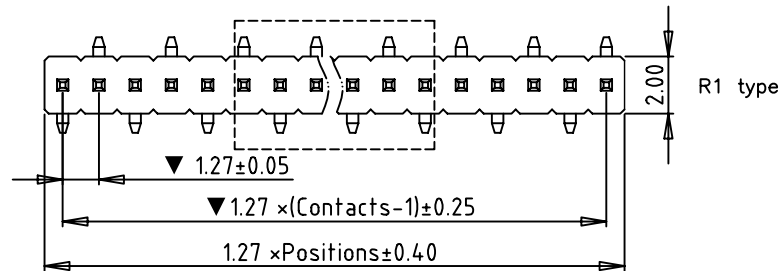 2.00
R1 type
▼ 1.27±0.05
▼1.27 ×(Contacts-1)±0.25
1.27 ×Positions±0.40